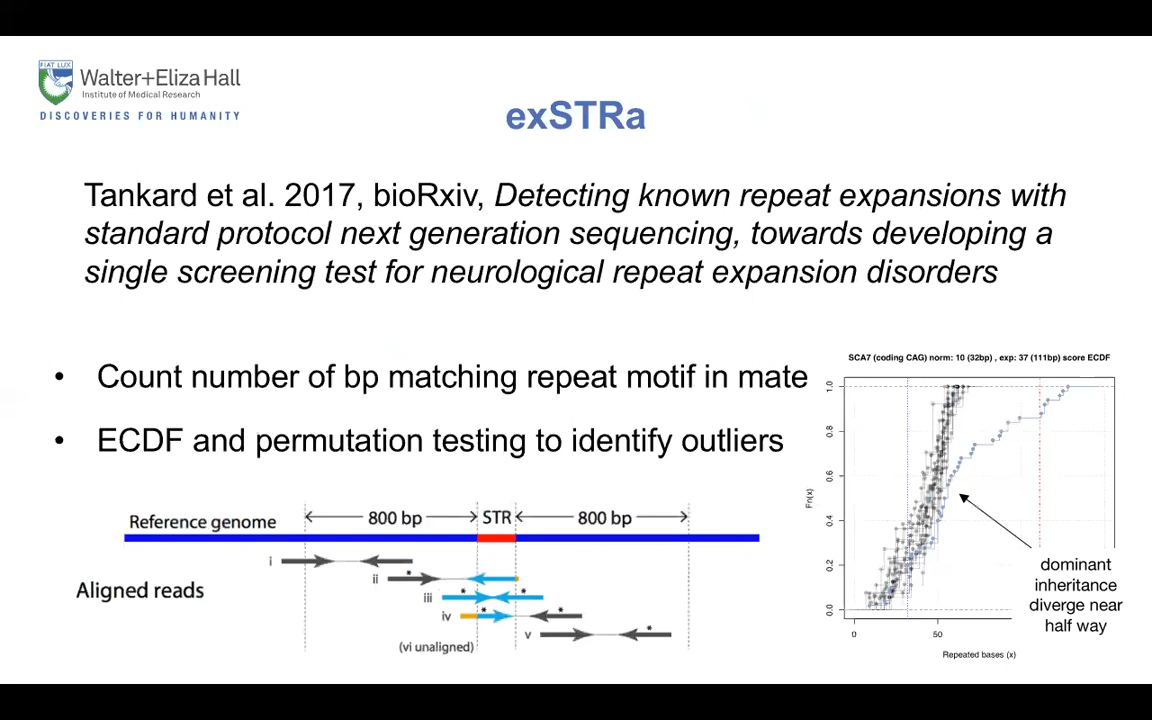 FIAT LUX
Walter+Eliza Hall
Institute of Medical Research
DISCOVERIES FOR HUMANITY
exSTRa
Tankard et al. 2017, bioRxiv, Detecting known repeat expansions with
standard protocol next generation sequencing, towards developing a
single screening test for neurological repeat expansion disorders
• Count number of bp matching repeat motif in mate
• ECDF and permutation testing to identify outliers
Reference genome
800 bp
STR
800 bp
Aligned reads
i
ii
*
iii
*
*
iv
*
*
v
*
(vi unaligned)
SCA7 (coding CAG) norm: 10 (32bp) , exp: 37 (111bp) score ECDF
Fn(x)
1.0
0.8
0.6
0.4
0.2
0.0
0
50
Repeated bases (x)
dominant
inheritance
diverge near
half way